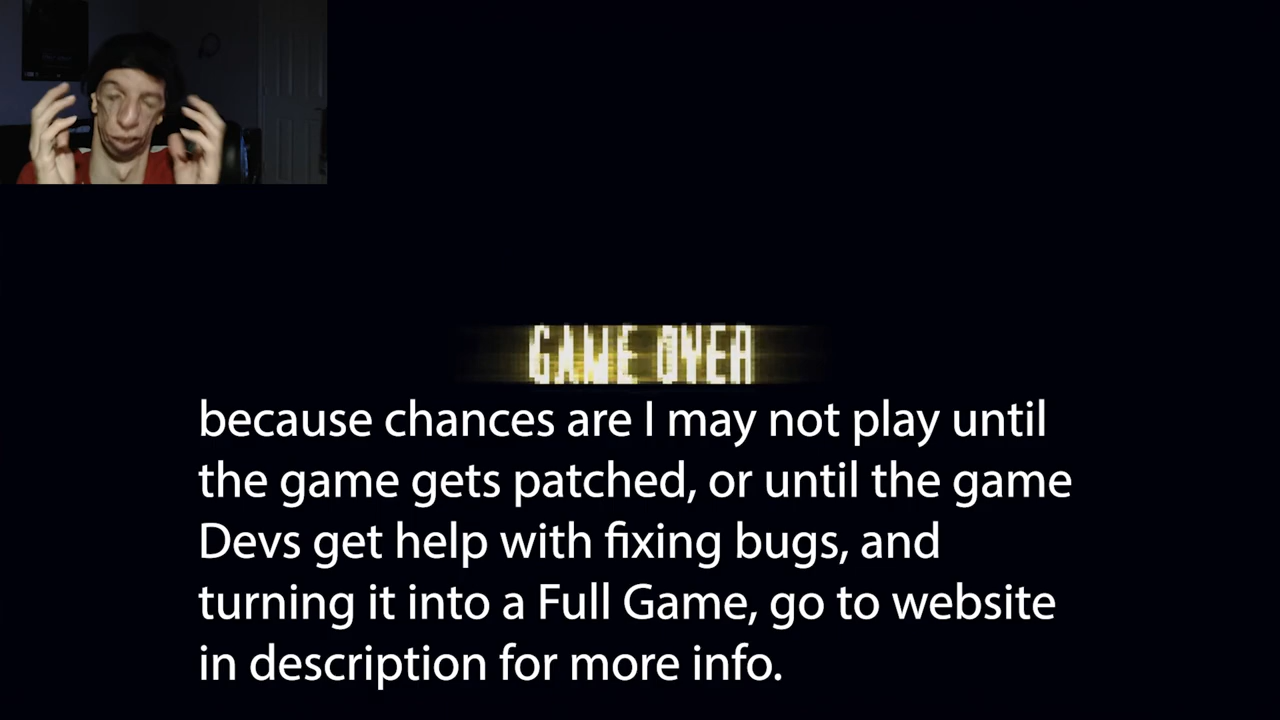 GAME OVER
because chances are I may not play until
the game gets patched, or until the game
Devs get help with fixing bugs, and
turning it into a Full Game, go to website
in description for more info.